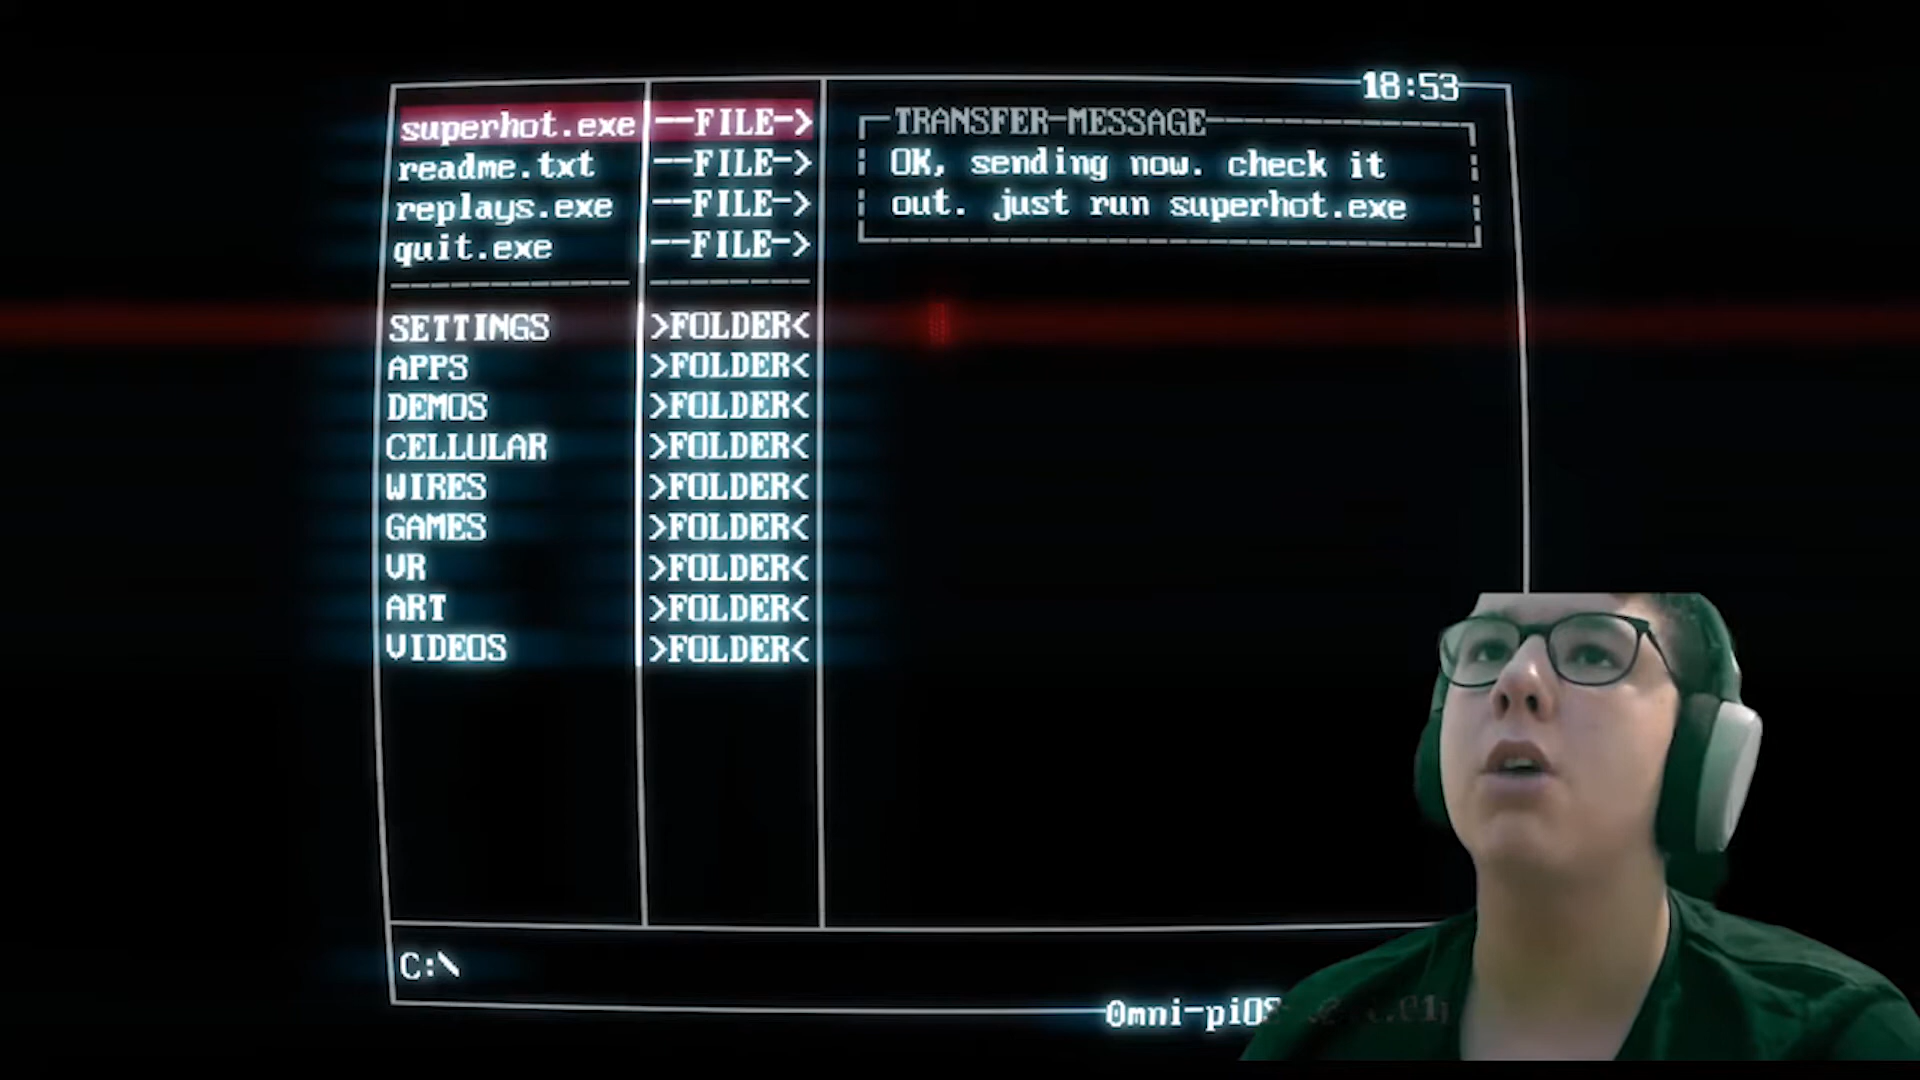 18:53
superhot.exe --FILE->
readme.txt --FILE->
replays.exe --FILE->
quit.exe --FILE->
SETTINGS >FOLDER<
APPS >FOLDER<
DEMOS >FOLDER<
CELLULAR >FOLDER<
WIRES >FOLDER<
GAMES >FOLDER<
VR >FOLDER<
ART >FOLDER<
VIDEOS >FOLDER<
TRANSFER-MESSAGE
OK, sending now. check it
out. just run superhot.exe
C:\
Omni-piOS